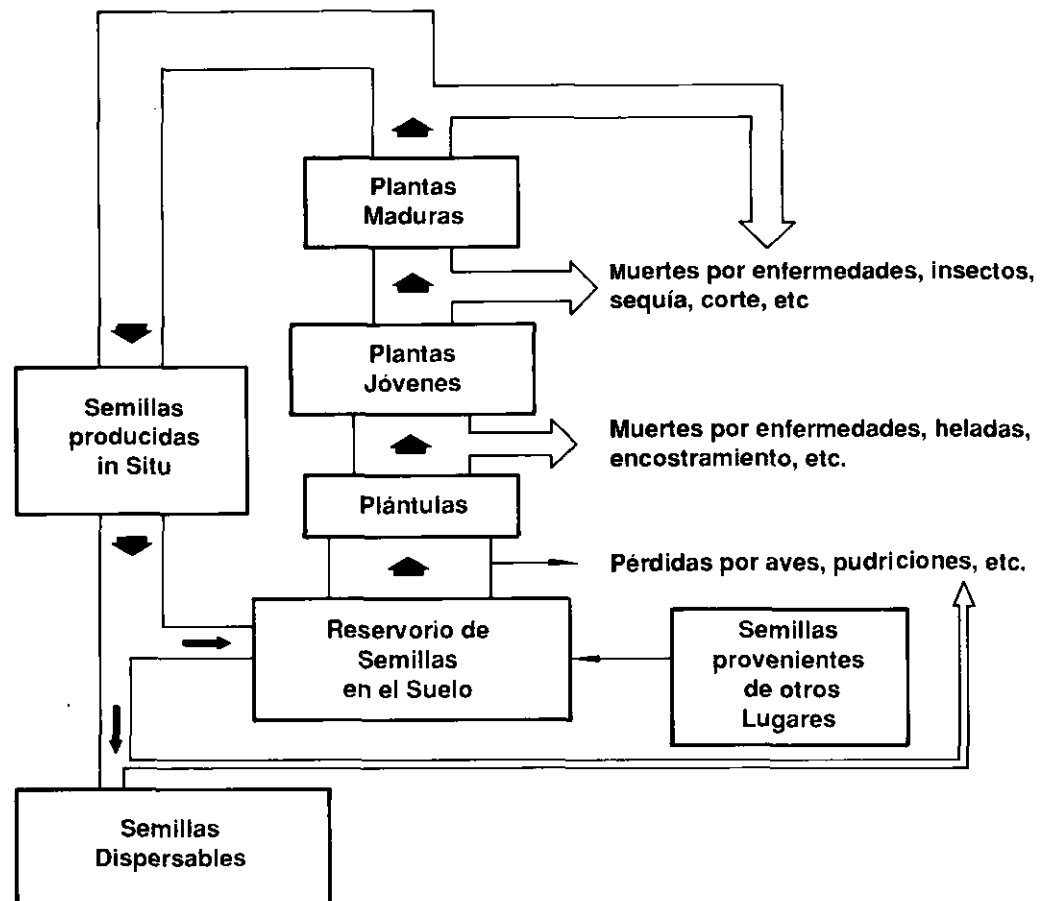 Plantas
Maduras
Muertes por enfermedades, insectos,
sequía, corte, etc
Plantas
Jóvenes
Semillas
producidas
in Situ
Muertes por enfermedades, heladas,
encostramiento, etc.
Plántulas
Pérdidas por aves, pudriciones, etc.
Reservorio de
Semillas
en el Suelo
Semillas
provenientes
de otros
Lugares
Semillas
Dispersables